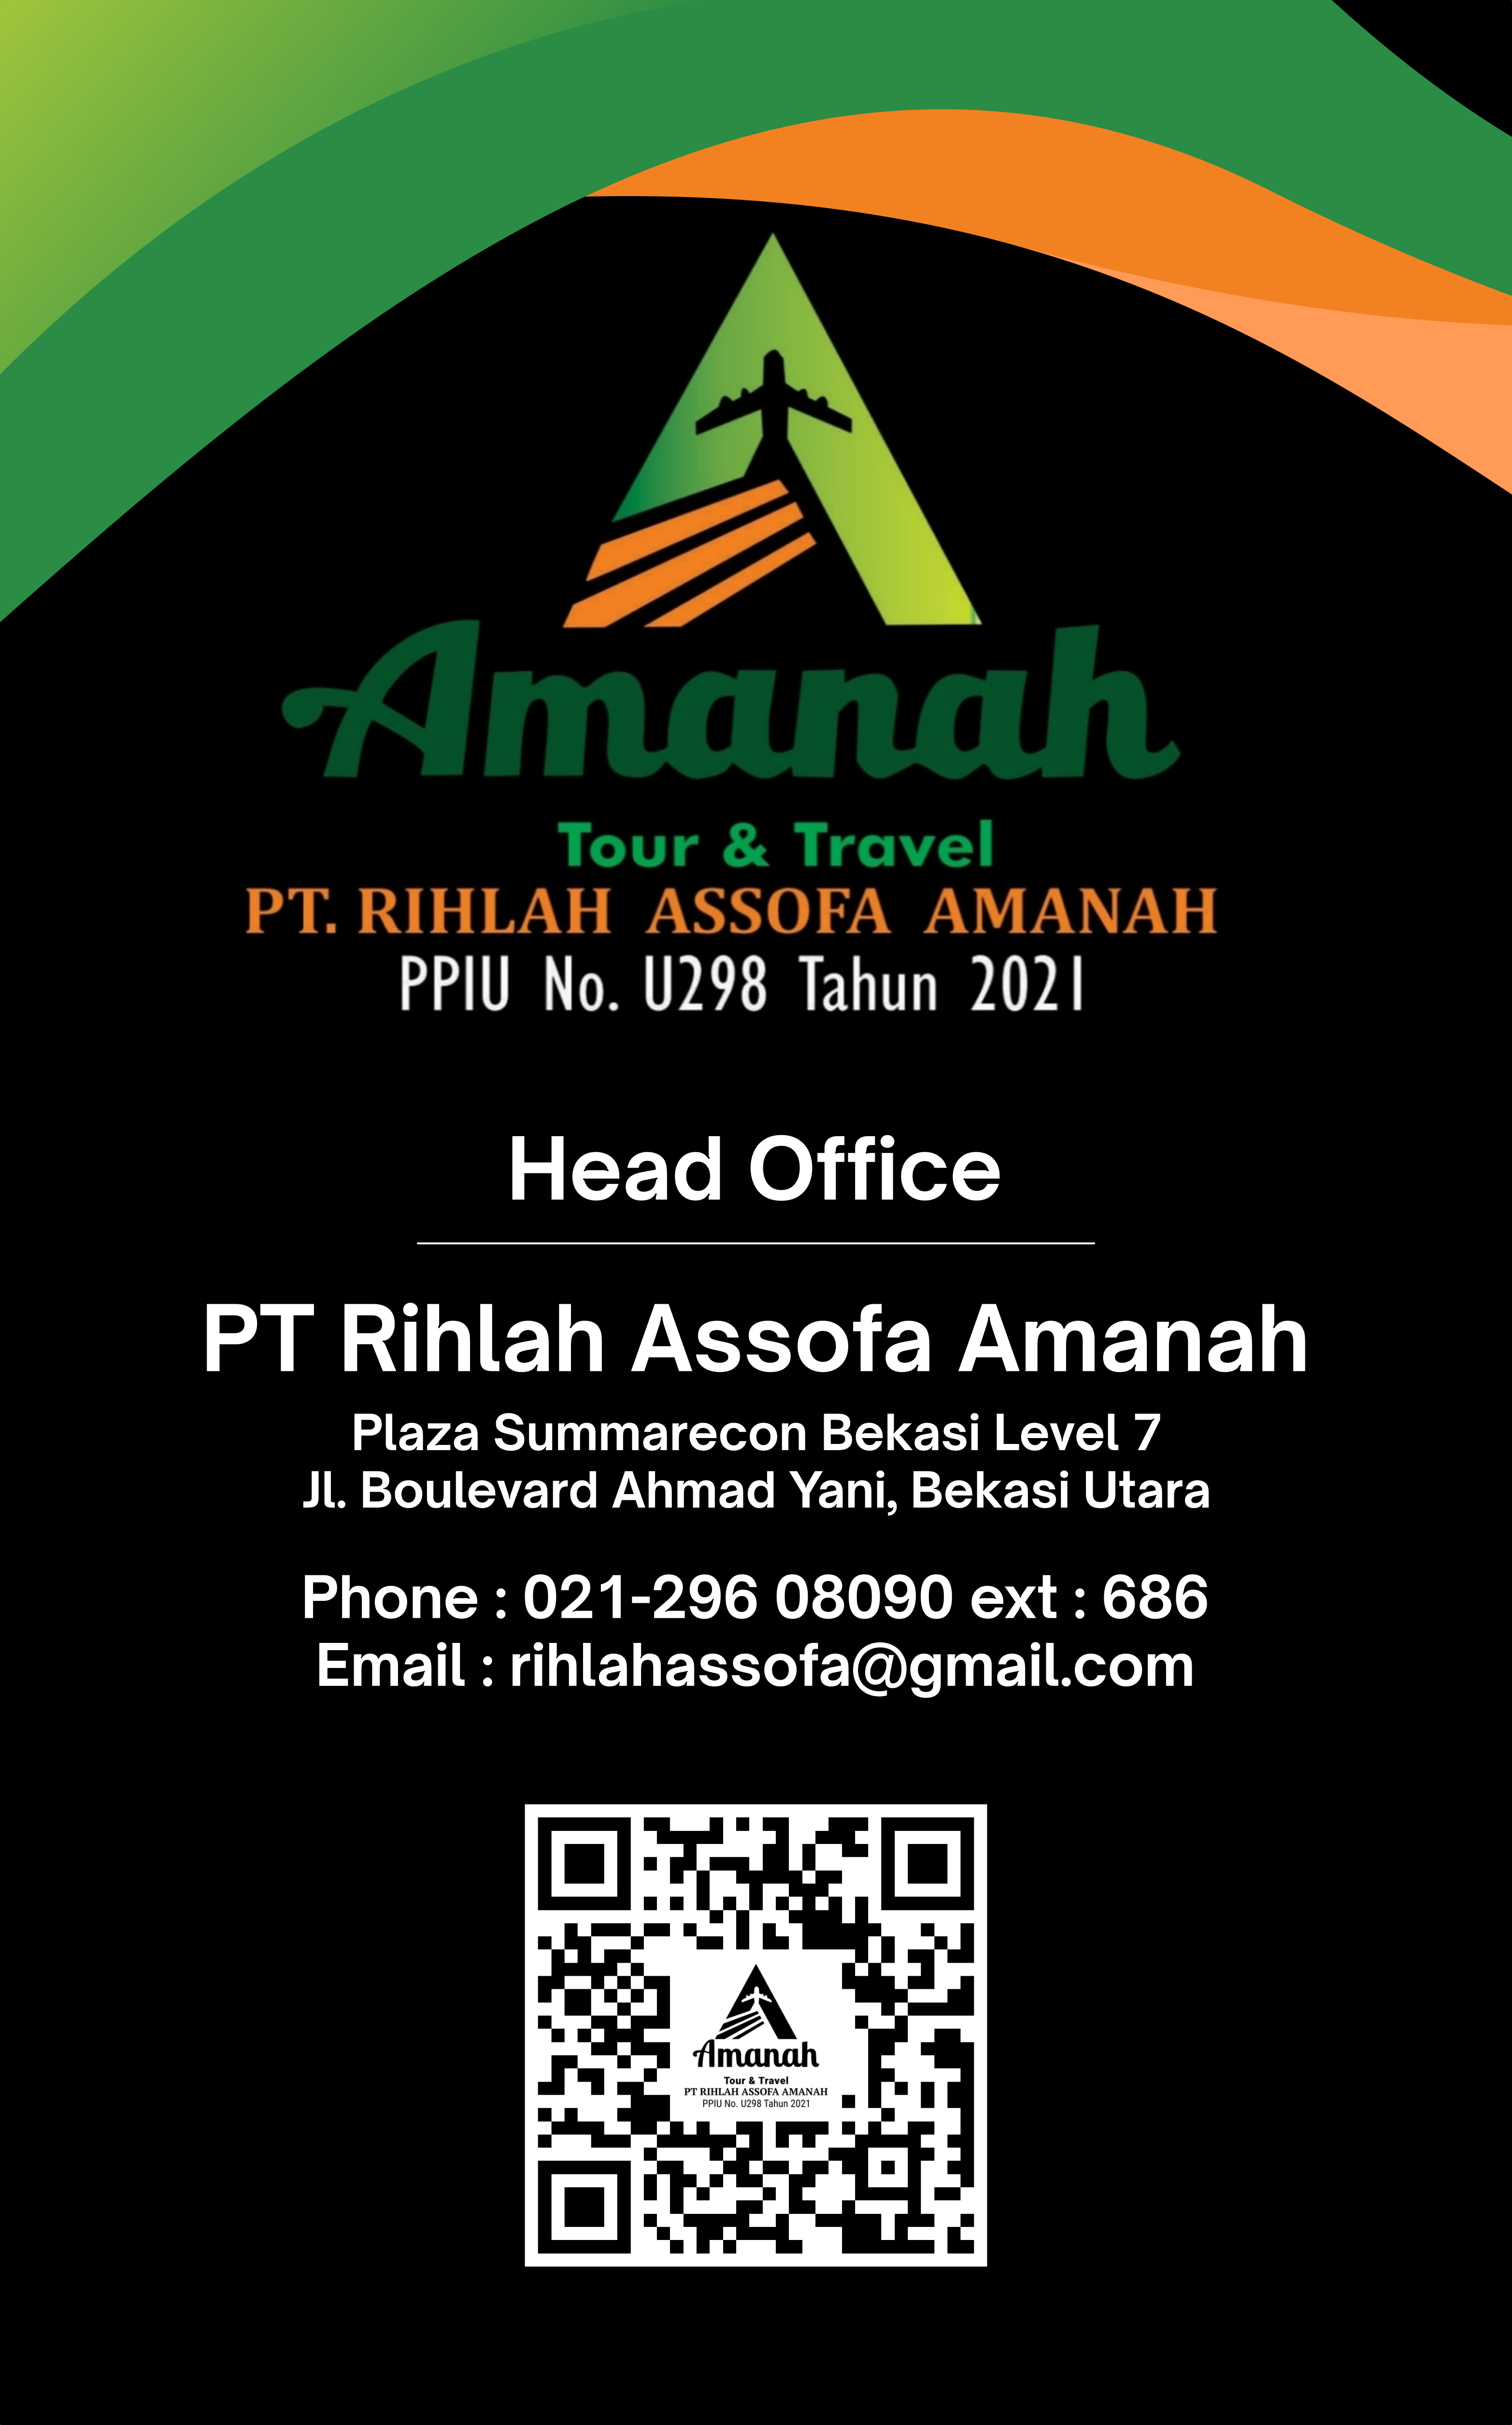 Amanah
Tour & Travel
PT. RIHLAH ASSOFA AMANAH
PPIU No. U298 Tahun 2021
Head Office
PT Rihlah Assofa Amanah
Plaza Summarecon Bekasi Level 7
Jl. Boulevard Ahmad Yani, Bekasi Utara
Phone : 021-296 08090 ext : 686
Email : rihlahassofa@gmail.com
Amanah
Tour & Travel
PT RIHLAH ASSOFA AMANAH
PPIU No. U298 Tahun 2021